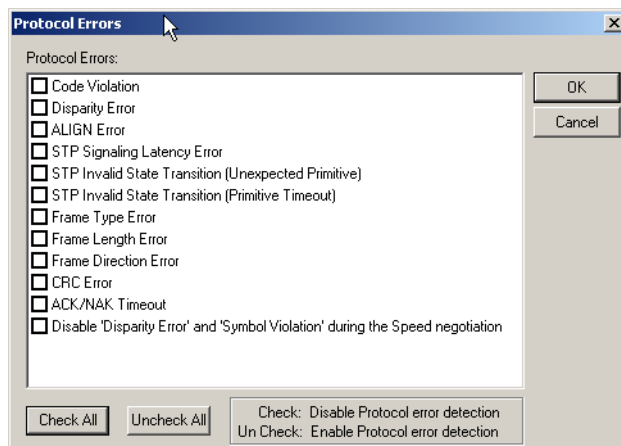 Protocol Errors
Protocol Errors:
Code Violation
Disparity Error
ALIGN Error
STP Signaling Latency Error
STP Invalid State Transition (Unexpected Primitive)
STP Invalid State Transition (Primitive Timeout)
Frame Type Error
Frame Length Error
Frame Direction Error
CRC Error
ACK/NAK Timeout
Disable 'Disparity Error' and 'Symbol Violation' during the Speed negotiation
OK
Cancel
Check All
Uncheck All
Check: Disable Protocol error detection
Un Check: Enable Protocol error detection